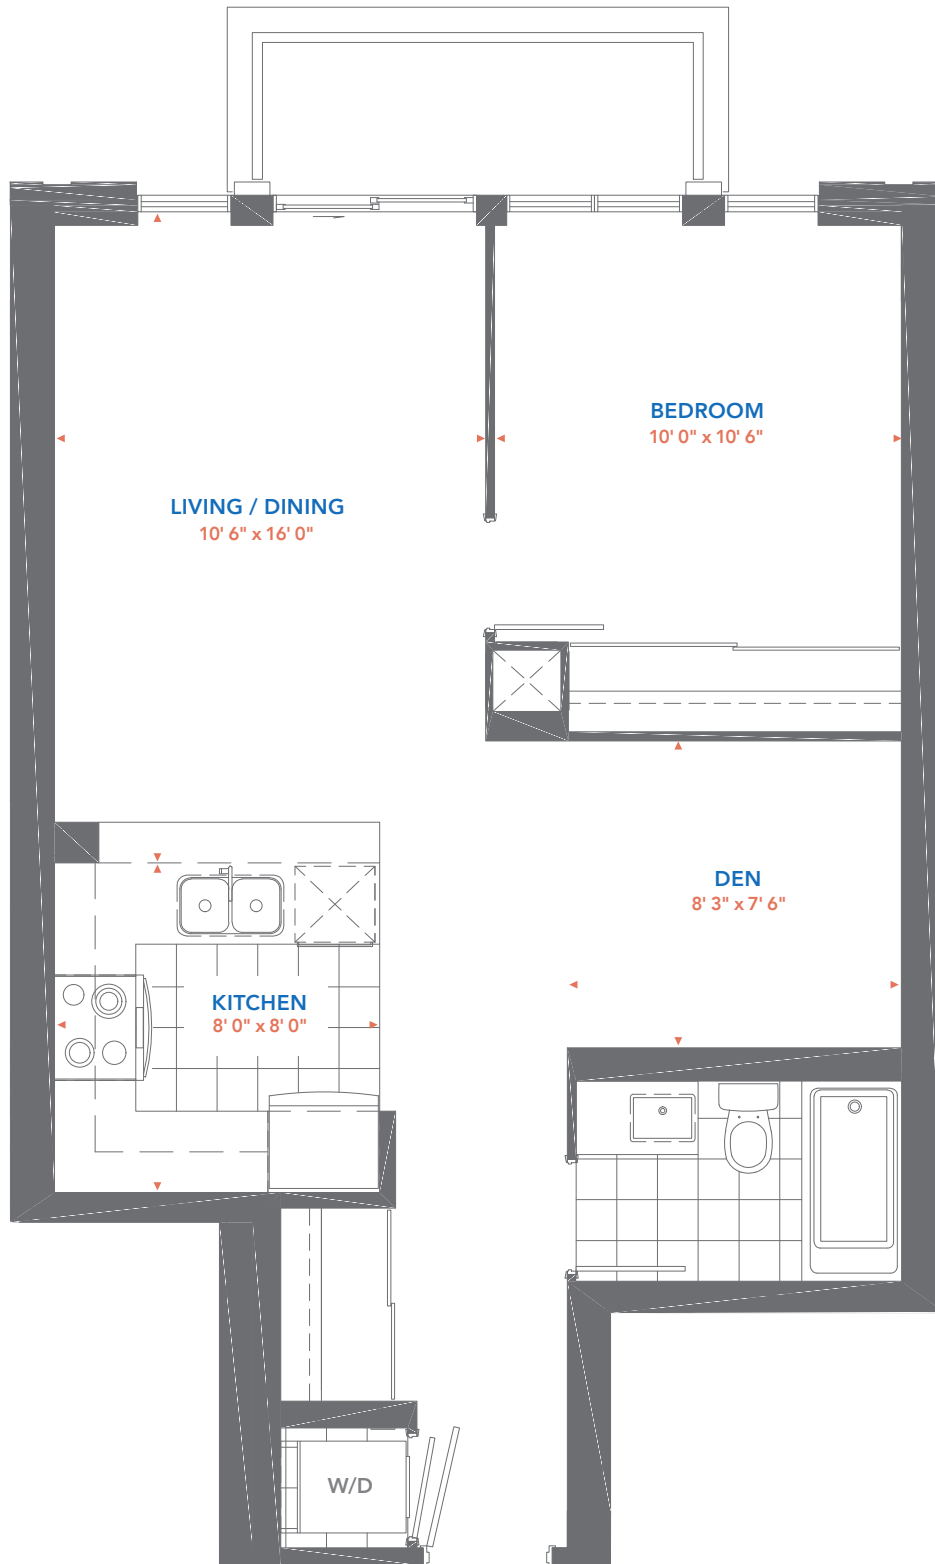 BEDROOM
10' 0" x 10' 6"
LIVING / DINING
10' 6" x 16' 0"
DEN
8' 3" x 7' 6"
KITCHEN
8' 0" x 8' 0"
W/D